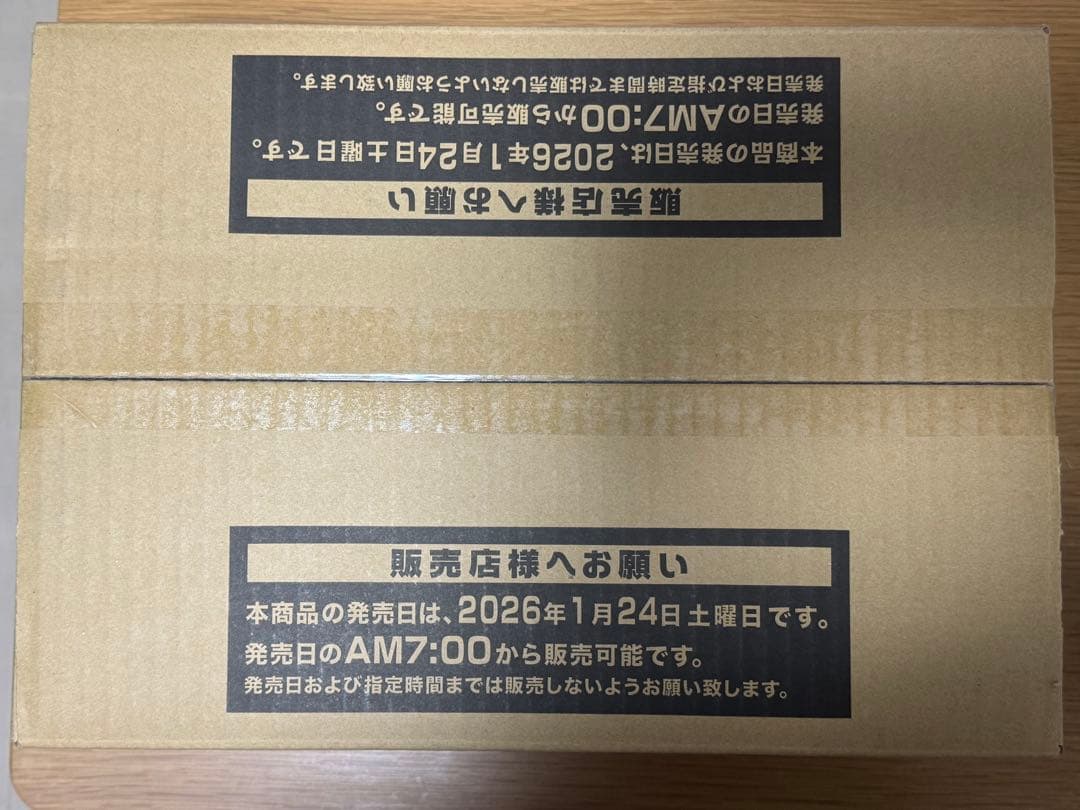 販売店様へお願い
本商品の発売日は、2026年1月24日土曜日です。
発売日のAM7:00から販売可能です。
発売日および指定時間までは販売しないようお願い致します。
販売店様へお願い
本商品の発売日は、2026年1月24日土曜日です。
発売日のAM7:00から販売可能です。
発売日および指定時間までは販売しないようお願い致します。